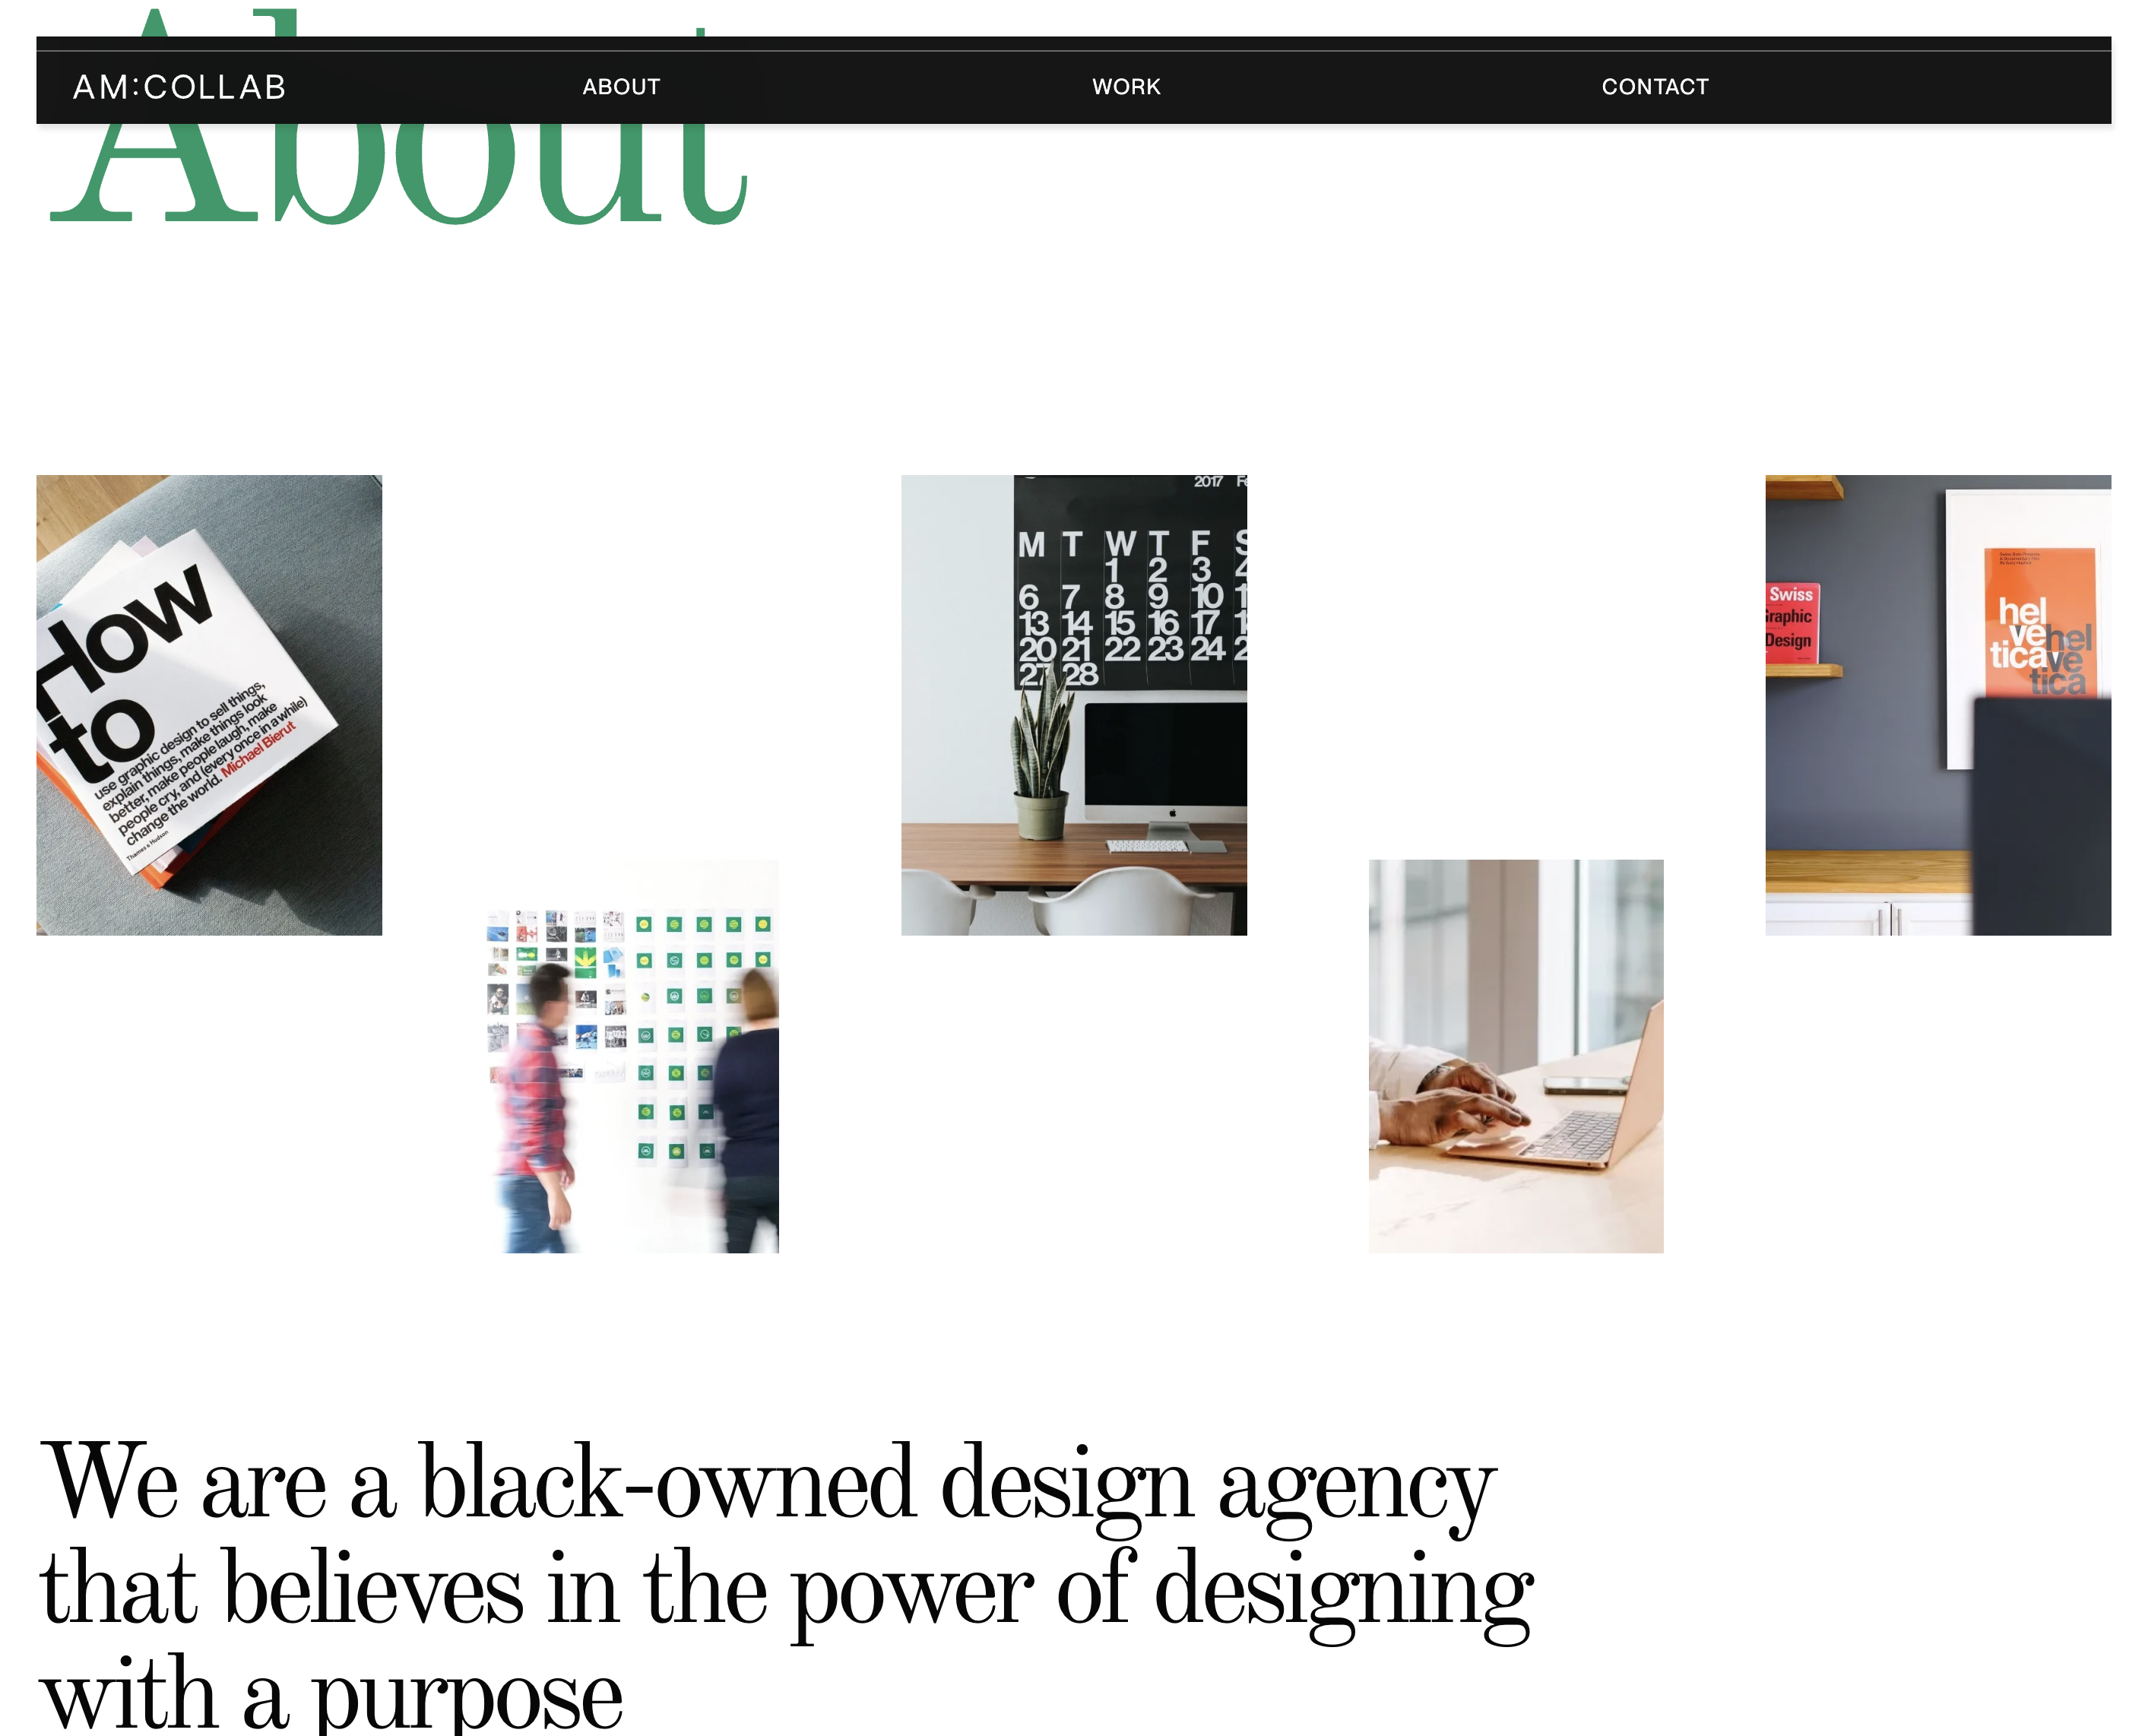 About
AM:COLLAB ABOUT WORK CONTACT
How
to
use graphic design to sell things,
explain things, make things look
better, make people laugh, make
people cry, and (every once in a while)
change the world. Michael Bierut
Thames & Hudson
2017
M T W T F S
1 2 3 4
6 7 8 9 10
13 14 15 16 17
20 21 22 23 24
27 28
Swiss
Graphic
Design
hel
ve
tica
hel
ve
tica
We are a black-owned design agency
that believes in the power of designing
with a purpose